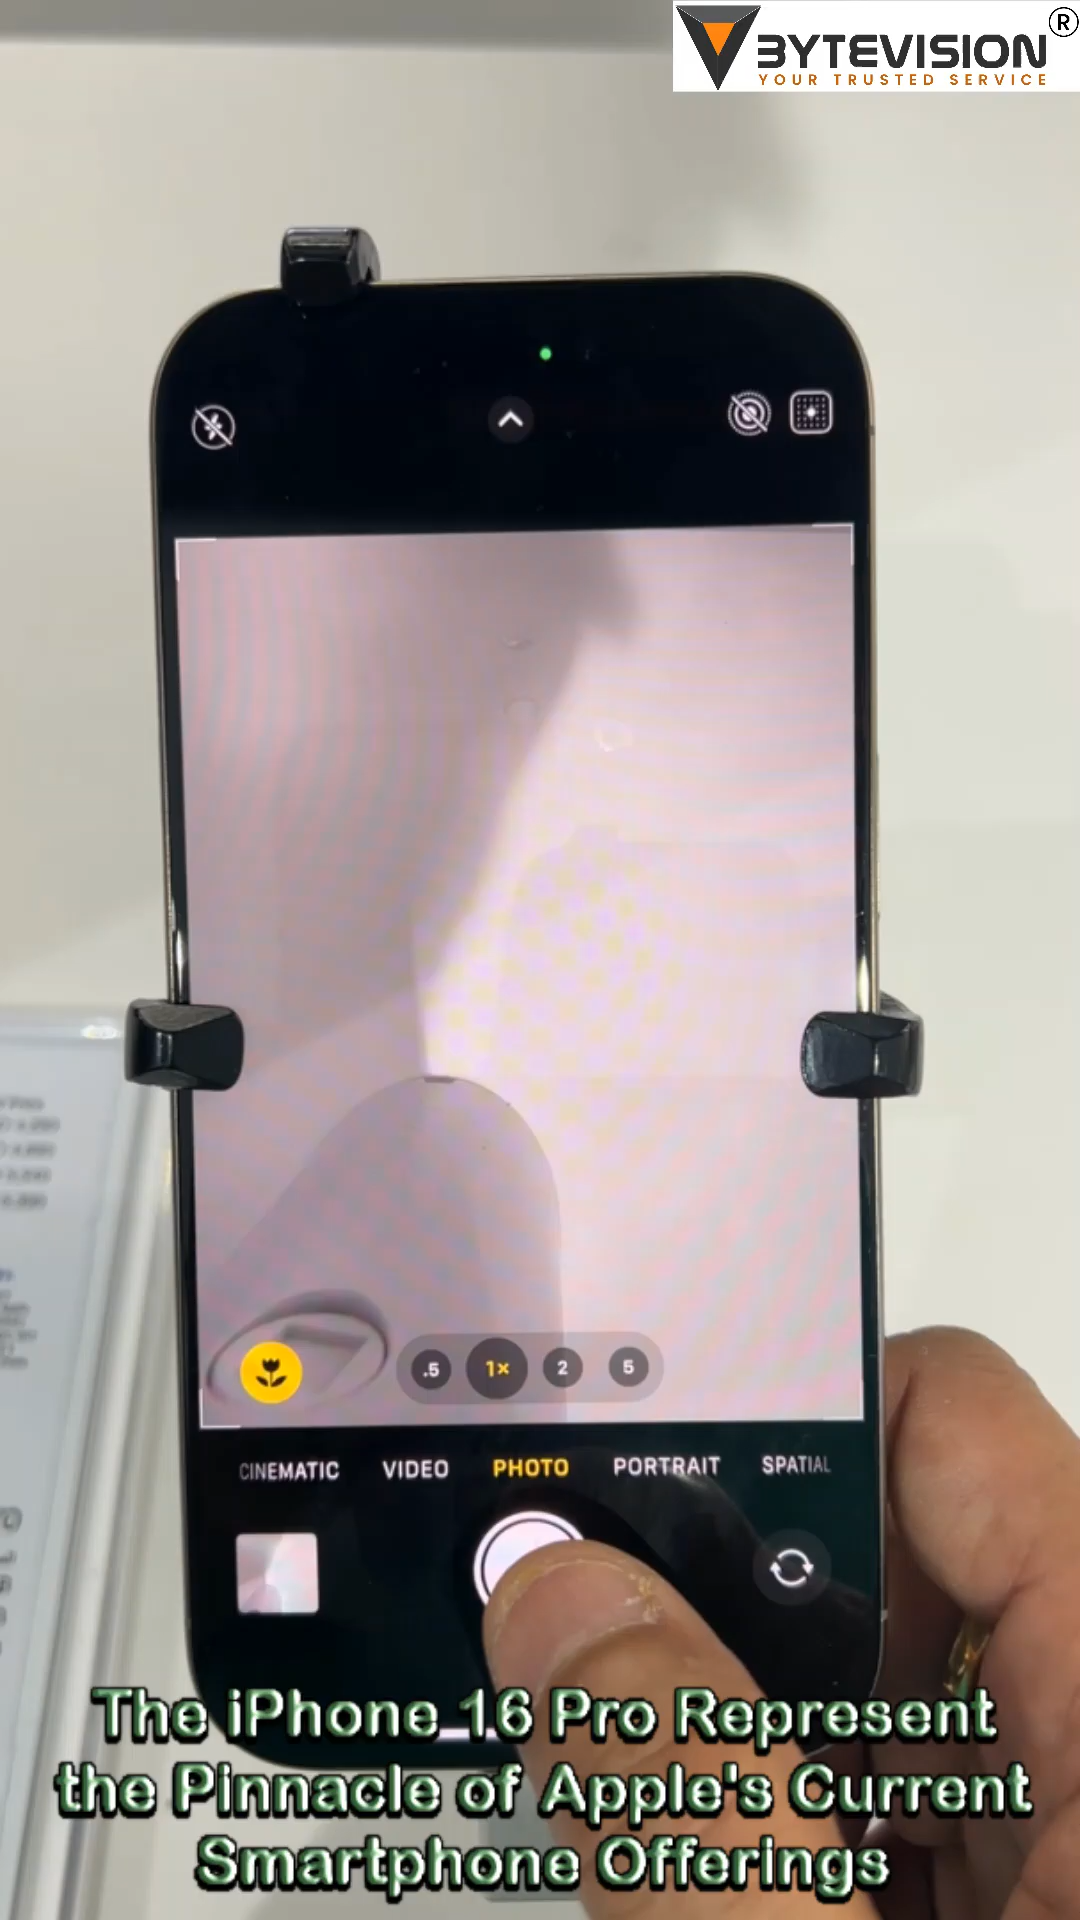 BYTEVISION®
YOUR TRUSTED SERVICE
.5 1× 2 5
CINEMATIC VIDEO PHOTO PORTRAIT SPATIAL
The iPhone 16 Pro Represent
the Pinnacle of Apple's Current
Smartphone Offerings